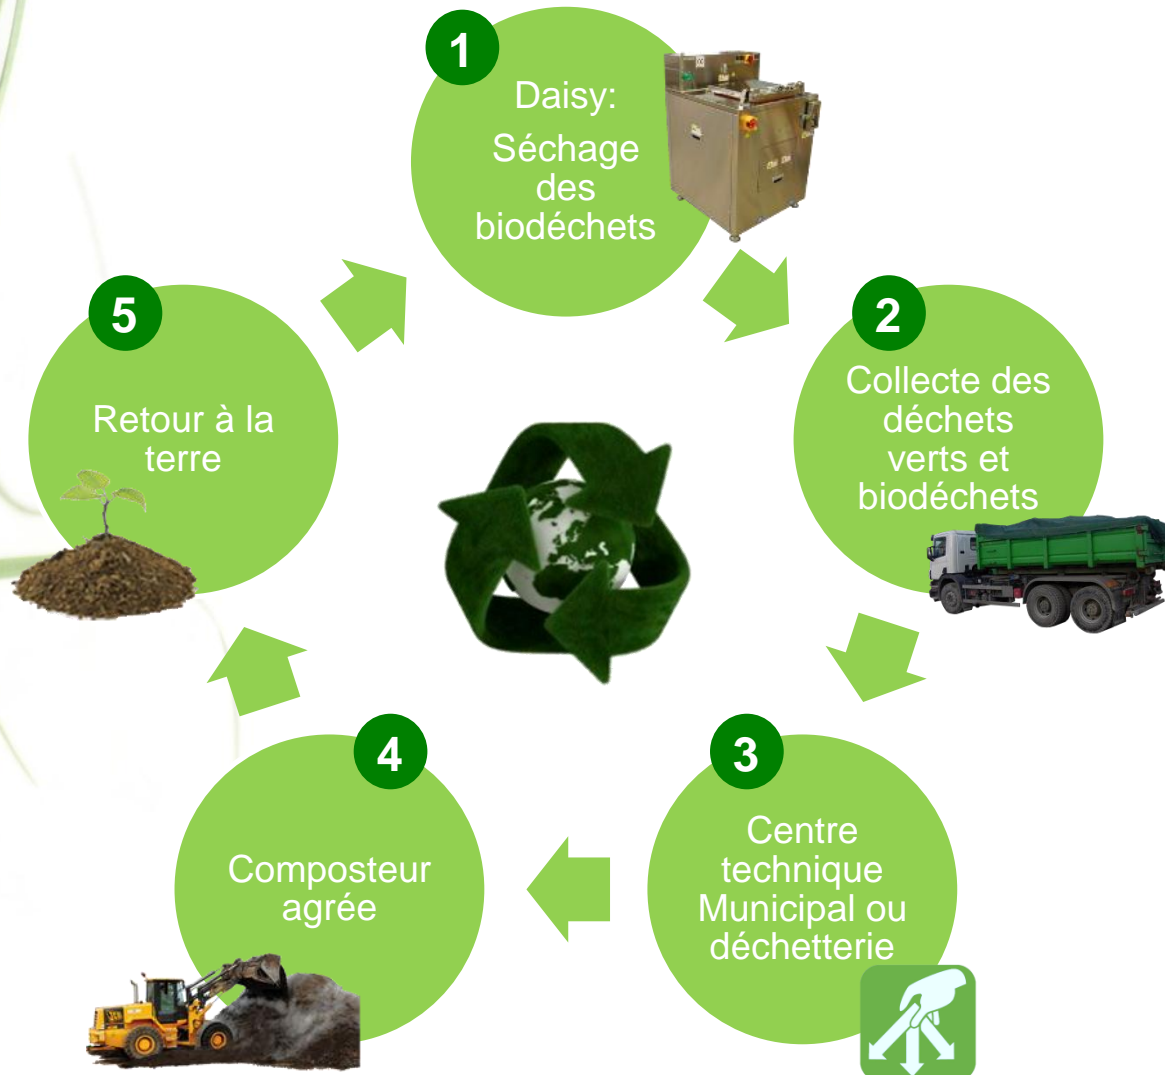 1
Daisy:
Séchage
des
biodéchets
2
Collecte des
déchets
verts et
biodéchets
3
Centre
technique
Municipal ou
déchetterie
4
Composteur
agrée
5
Retour à la
terre